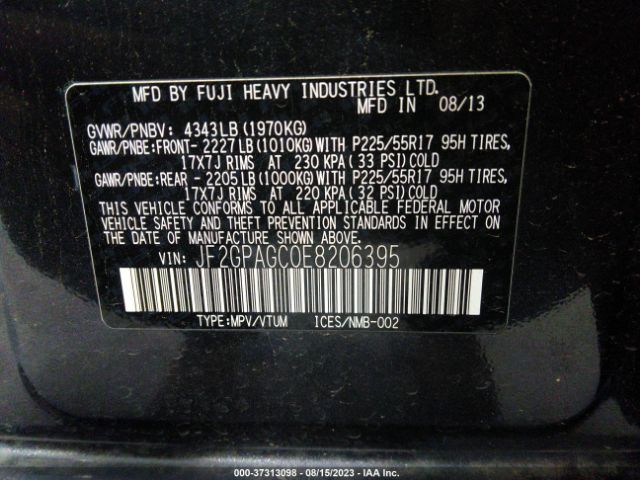 MFD BY FUJI HEAVY INDUSTRIES LTD.
MFD IN 08/13
GVWR/PNBV: 4343LB (1970KG)
GAWR/PNBE:FRONT- 2227 LB (1010KG) WITH P225/55R17 95H TIRES,
17X7J RIMS AT 230 KPA (33 PSI) COLD
GAWR/PNBE:REAR - 2205 LB (1000KG) WITH P225/55R17 95H TIRES,
17X7J RIMS AT 220 KPA (32 PSI) COLD
THIS VEHICLE CONFORMS TO ALL APPLICABLE FEDERAL MOTOR
VEHICLE SAFETY AND THEFT PREVENTION STANDARDS IN EFFECT ON
THE DATE OF MANUFACTURE SHOWN ABOVE.
VIN: JF2GPAGC0E8206395
TYPE:MPV/VTUM ICES/NMB-002
000-37313098 - 08/15/2023 - IAA Inc.